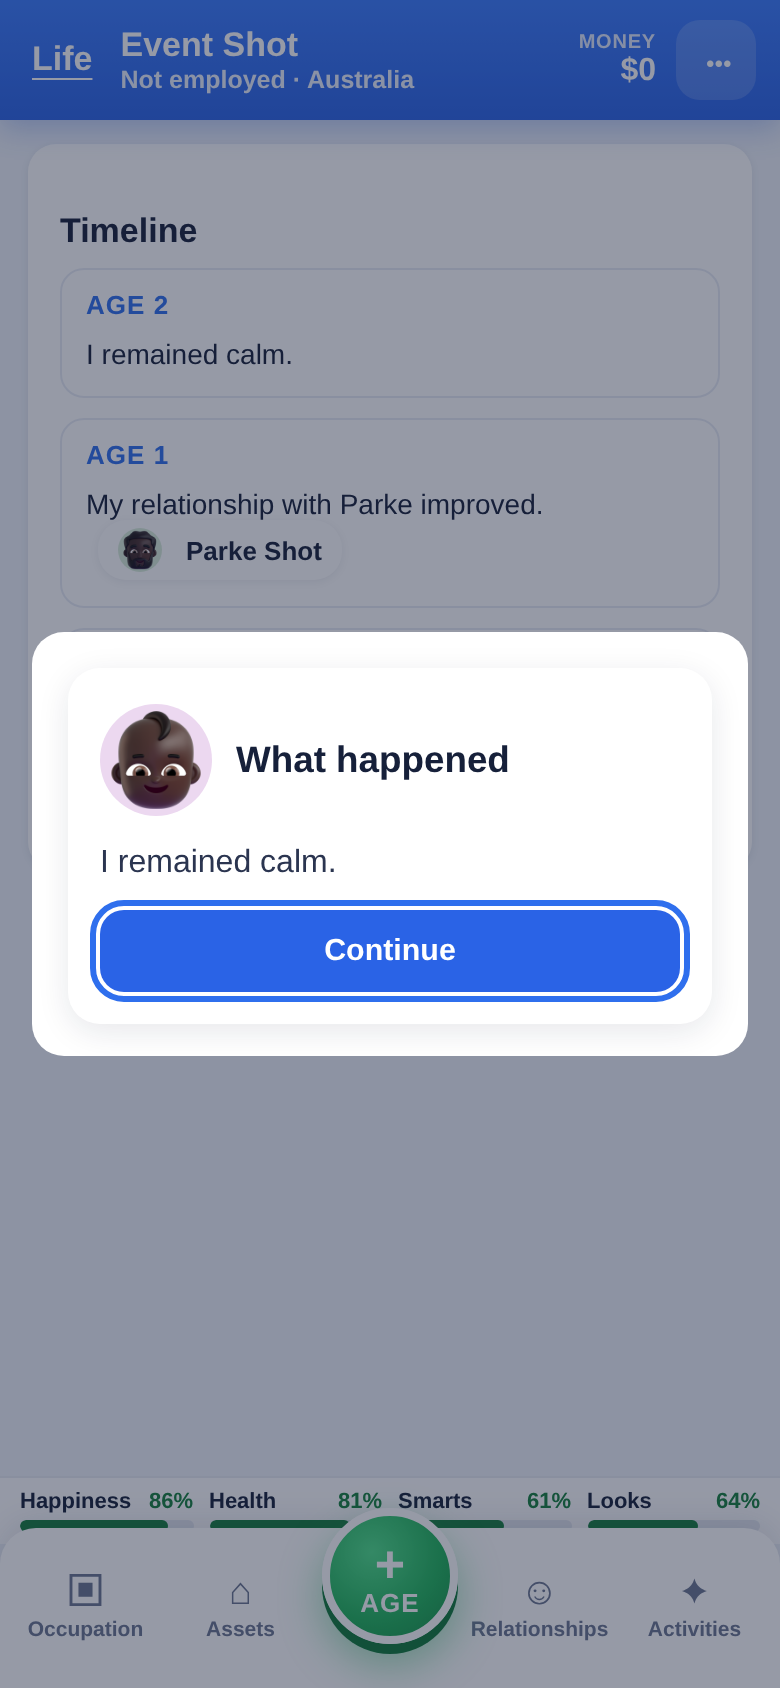 Life
Event Shot
Not employed · Australia
MONEY
$0
•••
Timeline
AGE 2
I remained calm.
AGE 1
My relationship with Parke improved.
Parke Shot
What happened
I remained calm.
Continue
Happiness 86% Health 81% Smarts 61% Looks 64%
+
AGE
Occupation Assets Relationships Activities